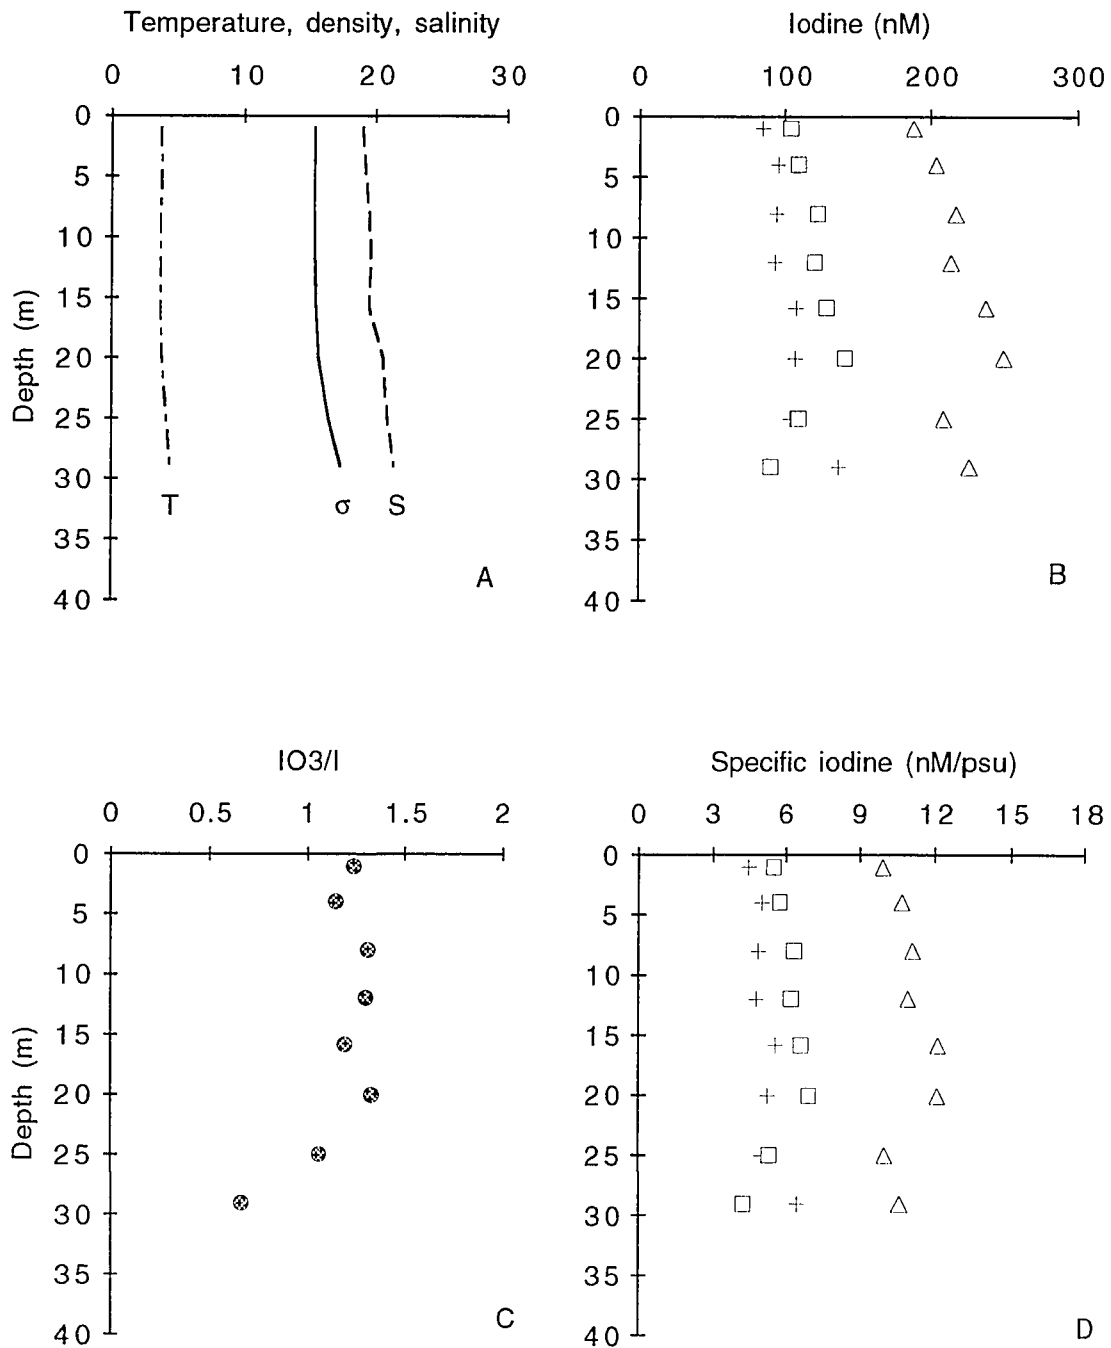 Temperature, density, salinity
0 10 20 30
0
5
10
15
20
25
30
35
40
Depth (m)
T σ S
A
Iodine (nM)
0 100 200 300
0
5
10
15
20
25
30
35
40
B
IO3/I
0 0.5 1 1.5 2
0
5
10
15
20
25
30
35
40
Depth (m)
C
Specific iodine (nM/psu)
0 3 6 9 12 15 18
0
5
10
15
20
25
30
35
40
D